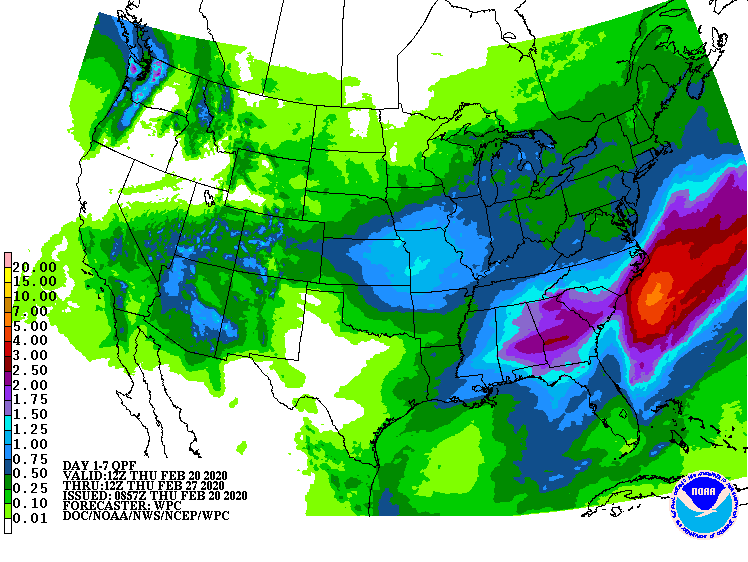 20.00
15.00
10.00
7.00
5.00
4.00
3.00
2.50
2.00
1.75
1.50
1.25
1.00
0.75
0.50
0.25
0.10
0.01
DAY 1-7 QPF
VALID:12Z THU FEB 20 2020
THRU:12Z THU FEB 27 2020
ISSUED: 0857Z THU FEB 20 2020
FORECASTER: WPC
DOC/NOAA/NWS/NCEP/WPC
NOAA